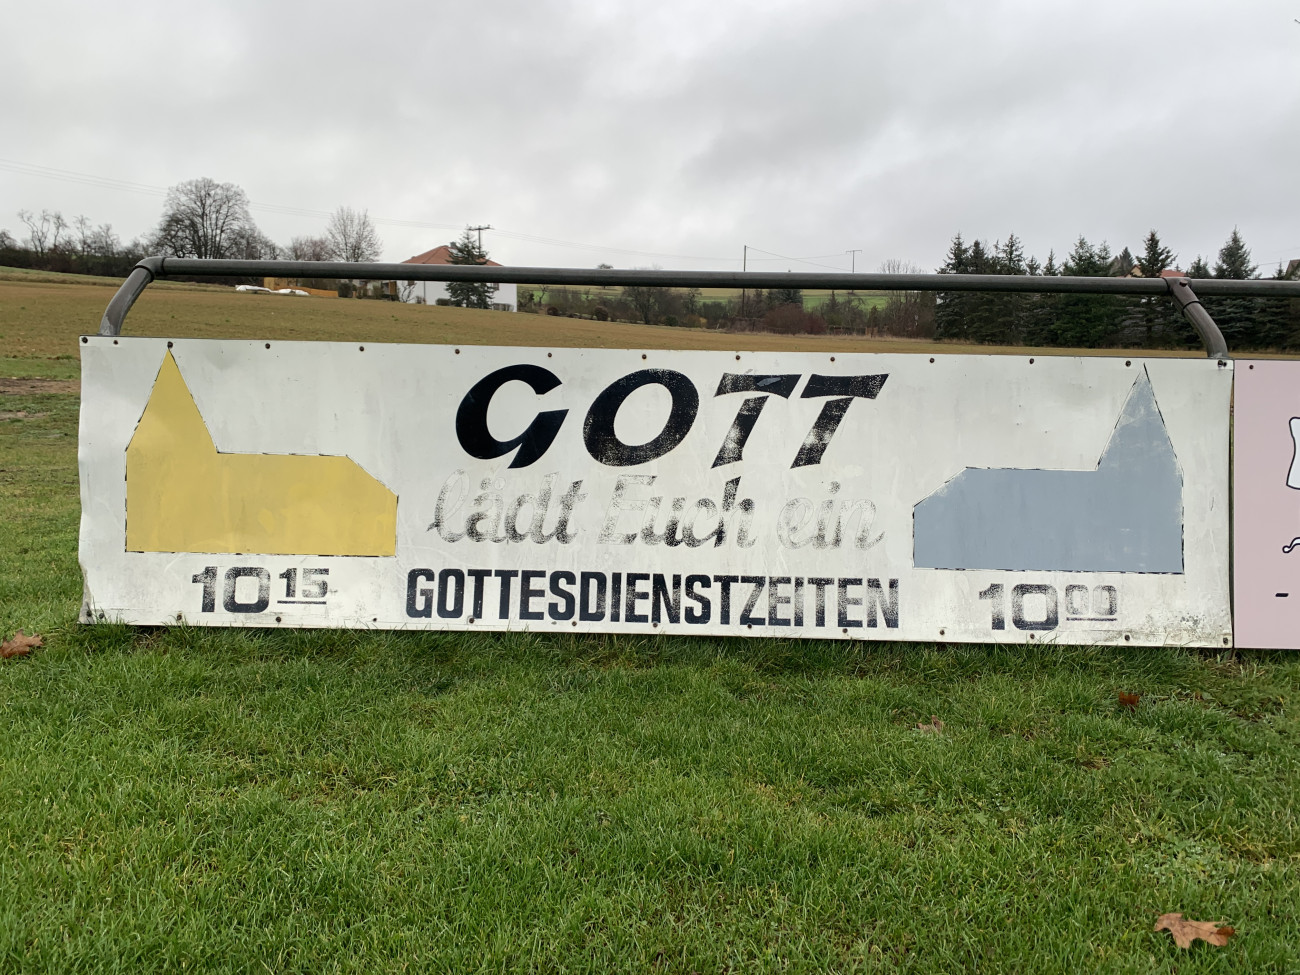 GOTT
lädt Euch ein
10 15 GOTTESDIENSTZEITEN 10 00